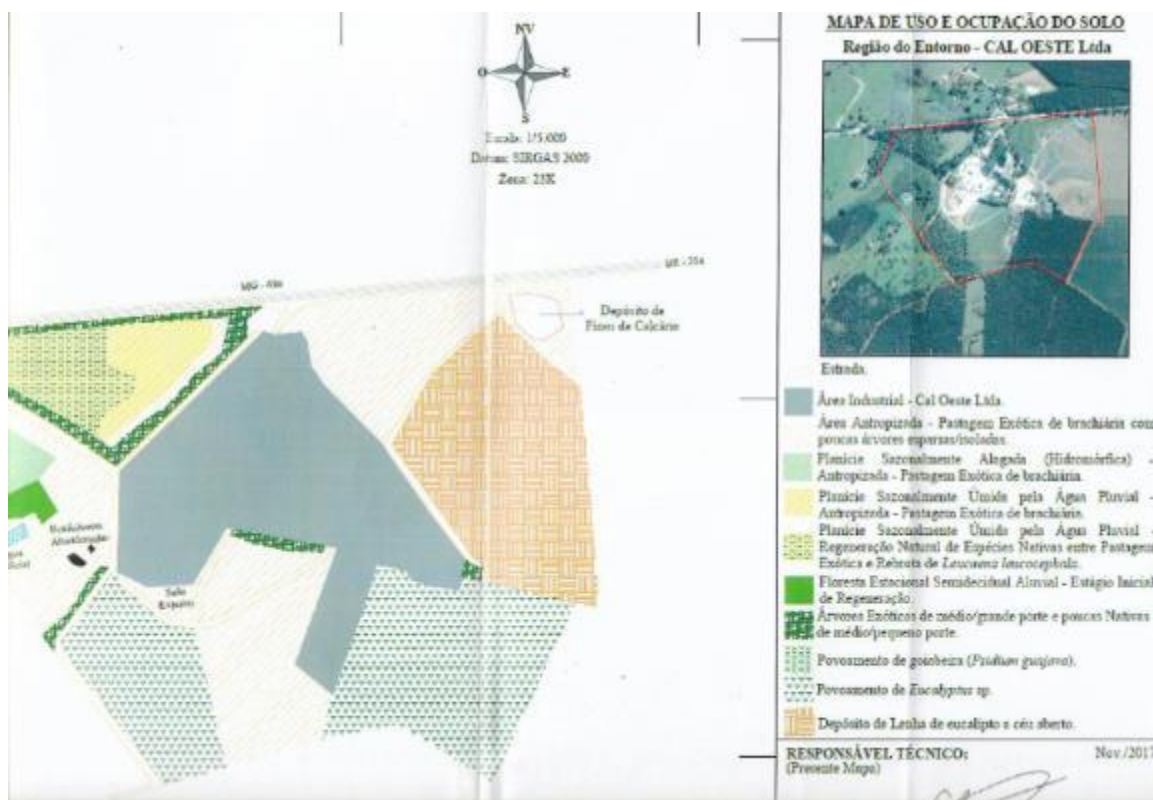 NV
O
E
S
Escala: 1/5.000
Datum: SIRGAS 2000
Zona: 23K
MG -
Depósito de
Finos de Calcário
Solo
Exposto
MAPA DE USO E OCUPAÇÃO DO SOLO
Região do Entorno - CAL OESTE Ltda
Estrada.
Área Industrial - Cal Oeste Ltda.
Área Antropizada - Pastagem Exótica de brachiária com
poucas árvores esparsas/isoladas.
Planície Sazonalmente Alagada (Hidromórfica) -
Antropizada - Pastagem Exótica de brachiária.
Planície Sazonalmente Úmida pela Água Pluvial -
Antropizada - Pastagem Exótica de brachiária.
Planície Sazonalmente Úmida pela Água Pluvial -
Regeneração Natural de Espécies Nativas entre Pastagem
Exótica e Rebrota de Leucaena leucocephala.
Floresta Estacional Semidecidual Aluvial - Estágio Inicial
de Regeneração.
Árvores Exóticas de médio/grande porte e poucas Nativas
de médio/pequeno porte.
Povoamento de goiabeira (Psidium guajava).
Povoamento de Eucalyptus sp.
Depósito de Lenha de eucalipto a céu aberto.
RESPONSÁVEL TÉCNICO: Nov./2017
(Presente Mapa)